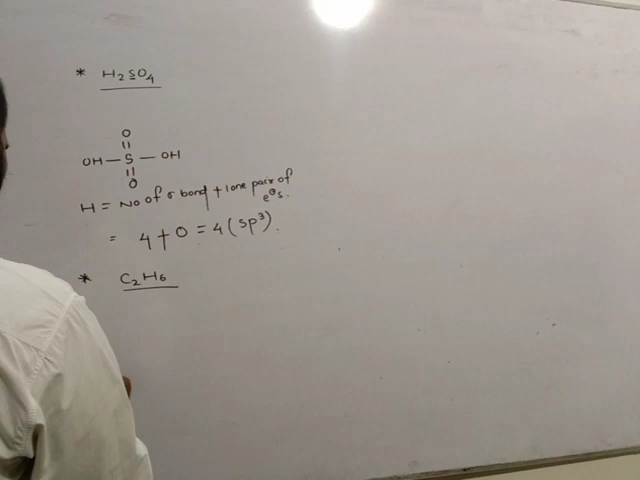 * H₂SO₄
O
||
OH—S—OH
||
O
H = No of σ bond + lone pair of
e⊖s.
= 4 + 0 = 4 (sp³).
* C₂H₆